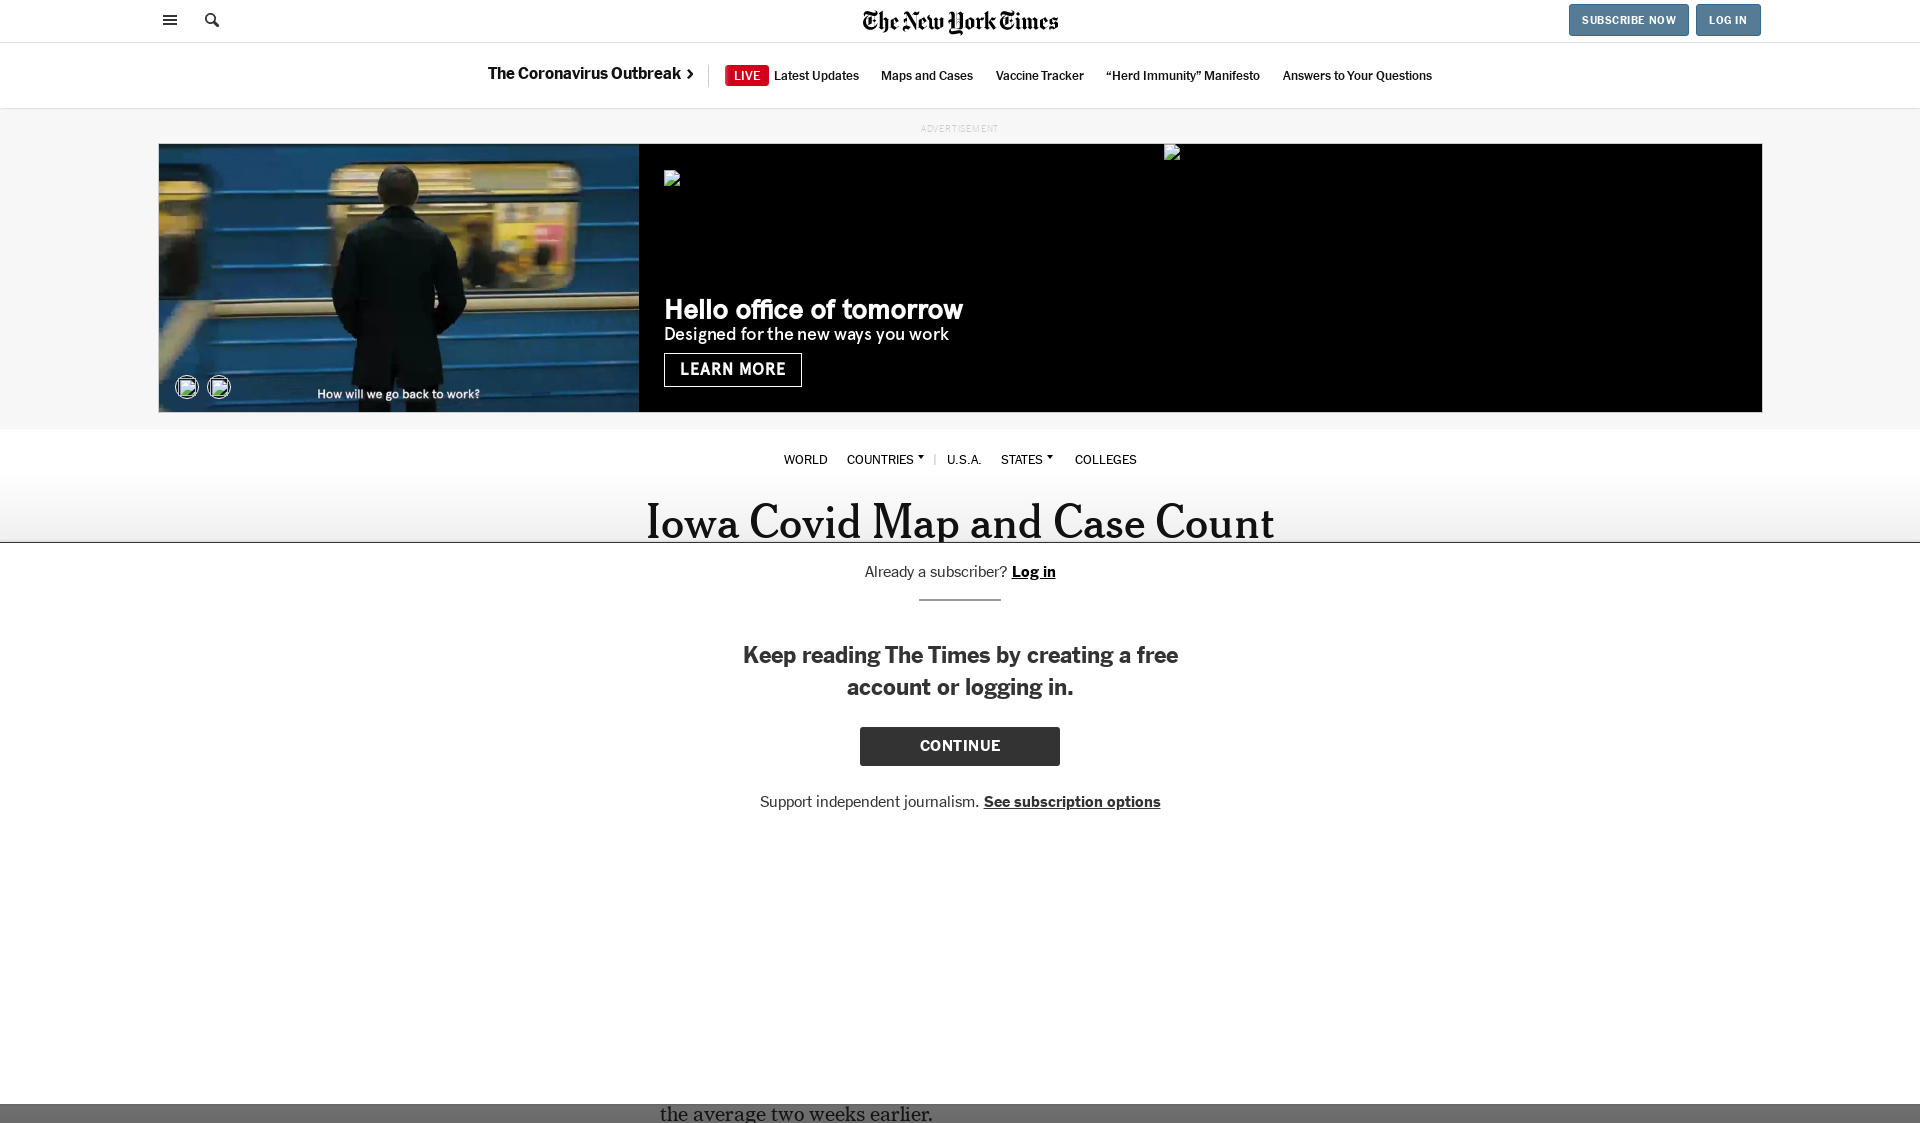 The New York Times
SUBSCRIBE NOW
LOG IN
The Coronavirus Outbreak ›
LIVE Latest Updates
Maps and Cases
Vaccine Tracker
“Herd Immunity” Manifesto
Answers to Your Questions
ADVERTISEMENT
Hello office of tomorrow
Designed for the new ways you work
LEARN MORE
How will we go back to work?
WORLD
COUNTRIES
U.S.A.
STATES
COLLEGES
Iowa Covid Map and Case Count
Already a subscriber? Log in
Keep reading The Times by creating a free
account or logging in.
CONTINUE
Support independent journalism. See subscription options
the average two weeks earlier.